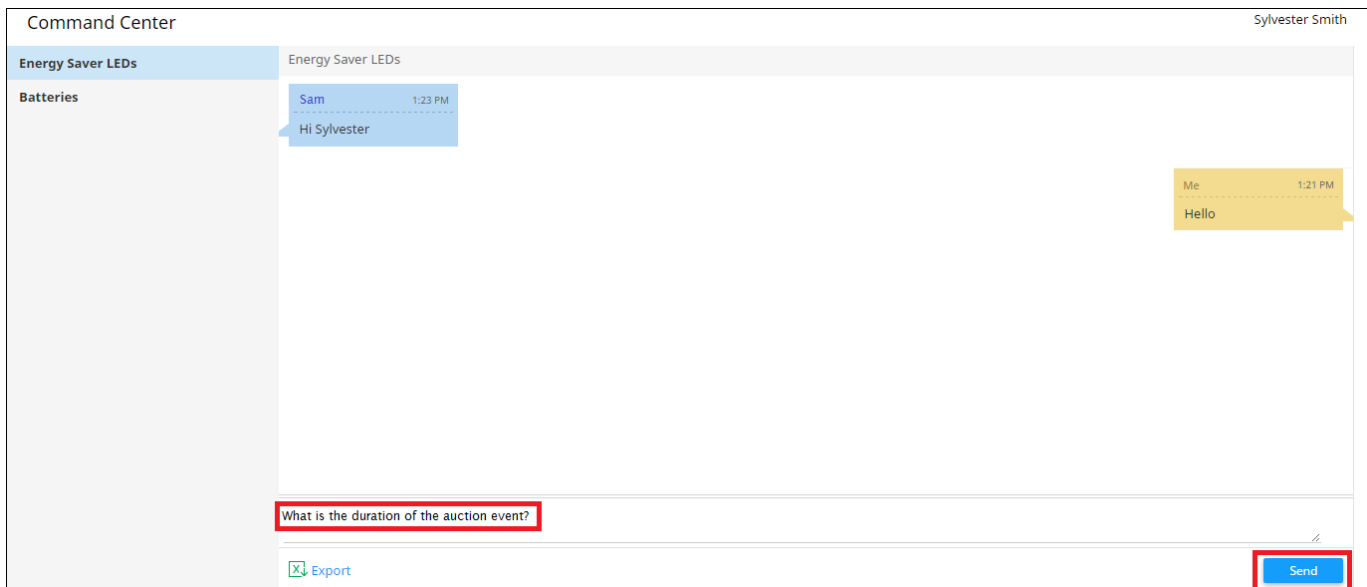 Command Center
Sylvester Smith
Energy Saver LEDs
Batteries
Energy Saver LEDs
Sam 1:23 PM
Hi Sylvester
Me 1:21 PM
Hello
What is the duration of the auction event?
Export
Send